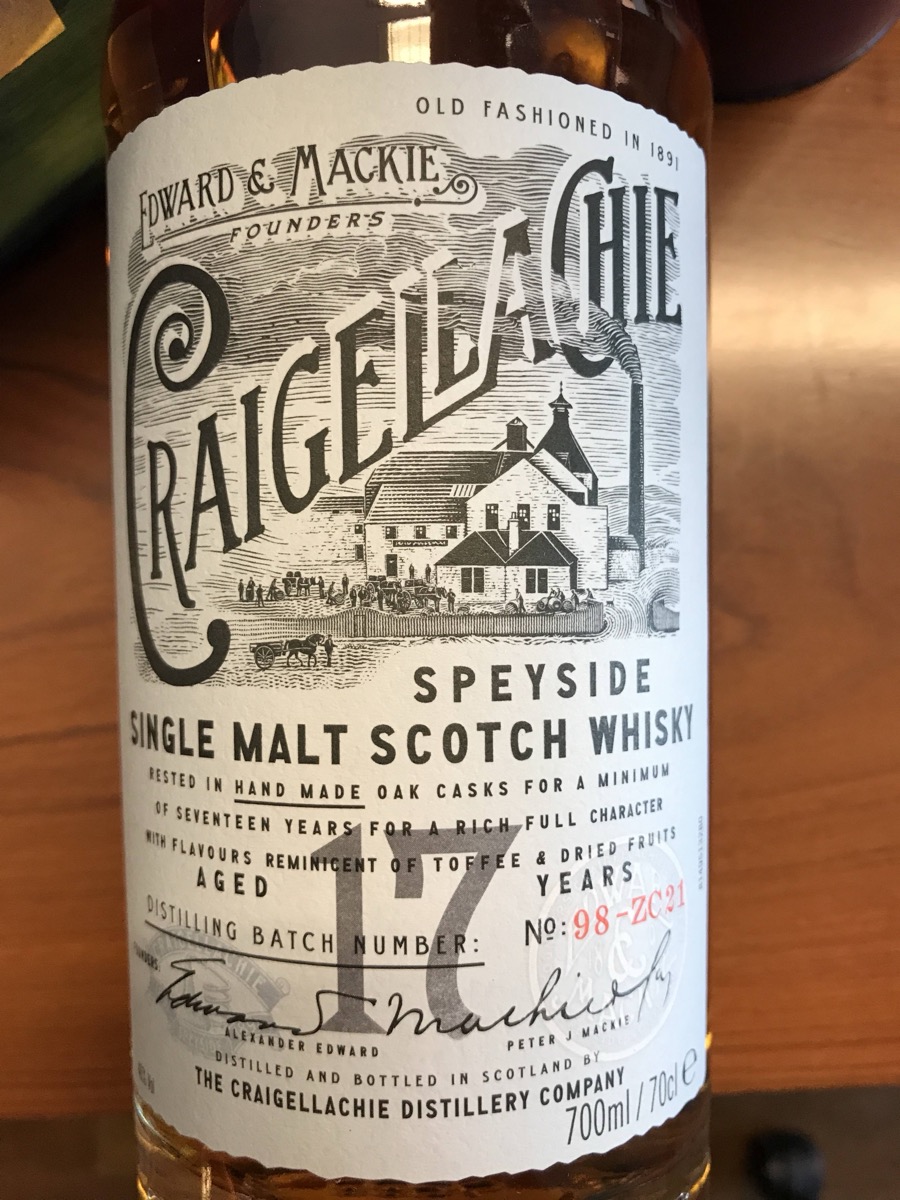 OLD FASHIONED IN 1891
EDWARD & MACKIE
FOUNDERS
CRAIGELLACHIE
SPEYSIDE
SINGLE MALT SCOTCH WHISKY
RESTED IN HAND MADE OAK CASKS FOR A MINIMUM
OF SEVENTEEN YEARS FOR A RICH FULL CHARACTER
WITH FLAVOURS REMINICENT OF TOFFEE & DRIED FRUITS
AGED 17 YEARS
DISTILLING BATCH NUMBER: Nº: 98-ZC21
FOUNDERS:
Edward Mackie
ALEXANDER EDWARD PETER J MACKIE
DISTILLED AND BOTTLED IN SCOTLAND BY
THE CRAIGELLACHIE DISTILLERY COMPANY
700ml / 70cl e